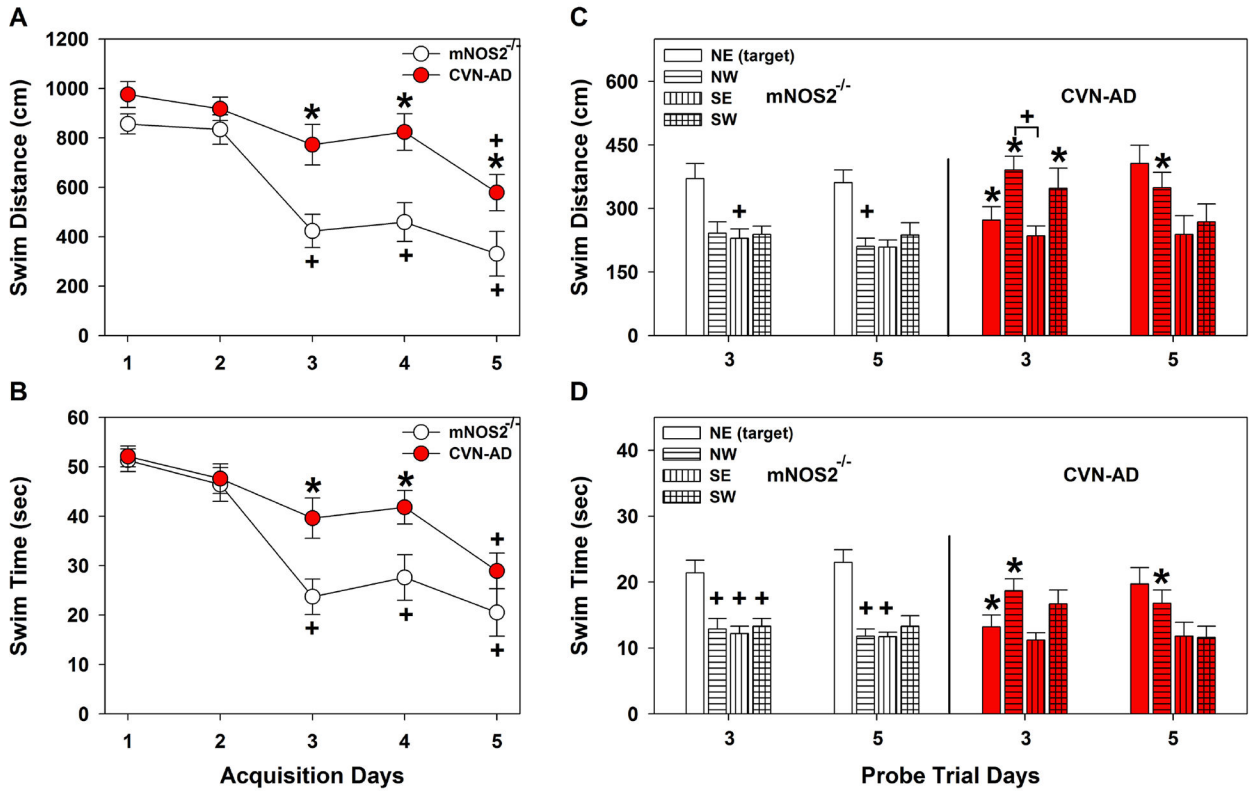 A
1200
1000
800
600
400
200
0
Swim Distance (cm)
mNOS2-/-
CVN-AD
*
*
+
*
+
+
+
1
2
3
4
5
B
60
50
40
30
20
10
0
Swim Time (sec)
mNOS2-/-
CVN-AD
*
*
+
+
+
+
1
2
3
4
5
Acquisition Days
C
600
450
300
150
0
Swim Distance (cm)
NE (target)
NW
SE
SW
mNOS2-/-
CVN-AD
+
+
+
*
*
*
*
3
5
3
5
D
40
30
20
10
0
Swim Time (sec)
NE (target)
NW
SE
SW
mNOS2-/-
CVN-AD
+ + +
+ +
*
*
*
3
5
3
5
Probe Trial Days